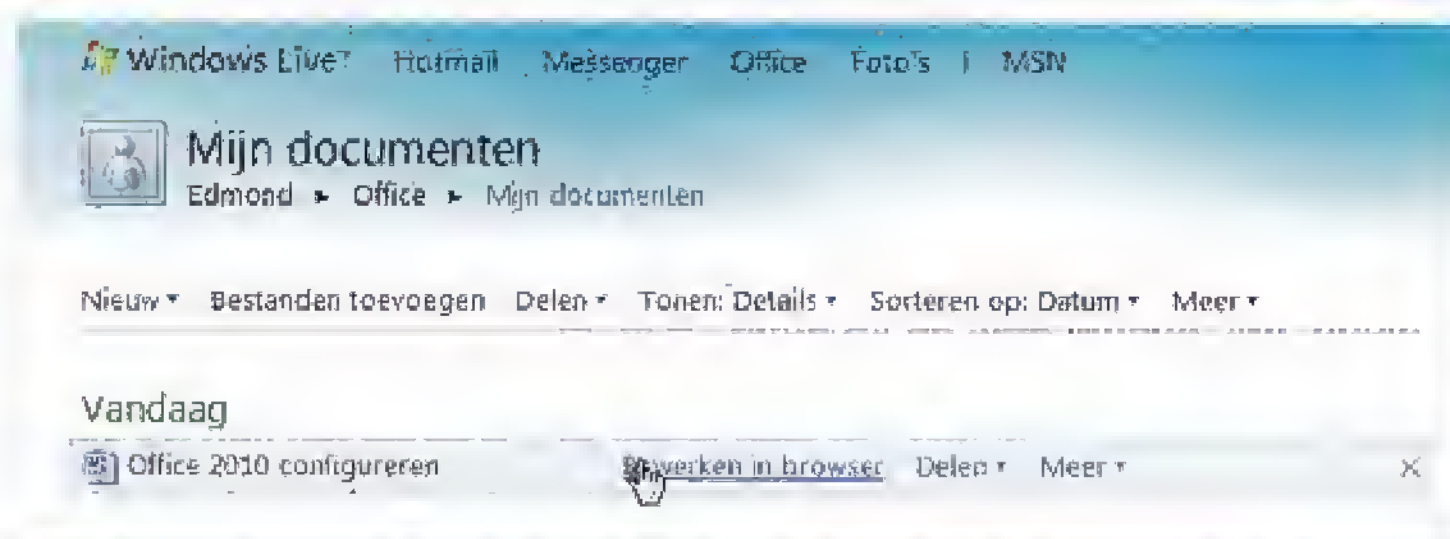 Windows Live™ Hotmail Messenger Office Foto's | MSN
Mijn documenten
Edmond ▸ Office ▸ Mijn documenten
Nieuw ▾ Bestanden toevoegen Delen ▾ Tonen: Details ▾ Sorteren op: Datum ▾ Meer ▾
Vandaag
Office 2010 configureren Bewerken in browser Delen ▾ Meer ▾ ×